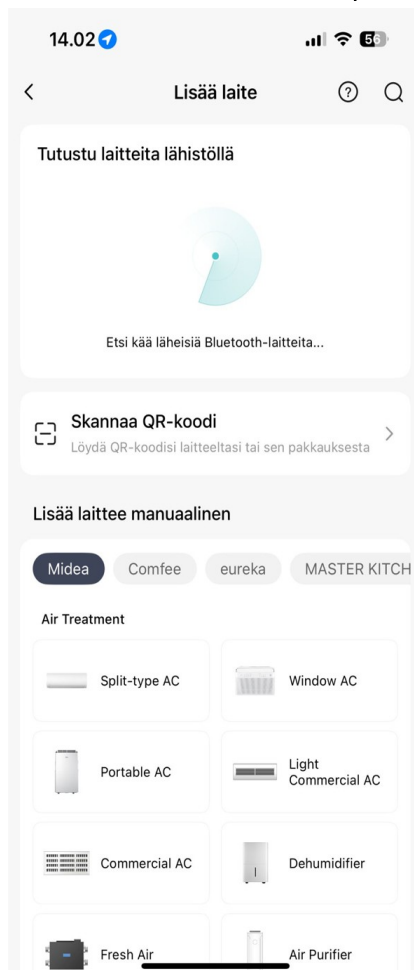 14.02
56
Lisää laite
Tutustu laitteita lähistöllä
Etsi kää läheisiä Bluetooth-laitteita...
Skannaa QR-koodi
Löydä QR-koodisi laitteeltasi tai sen pakkauksesta
Lisää laittee manuaalinen
Midea
Comfee
eureka
MASTER KITCH
Air Treatment
Split-type AC
Window AC
Portable AC
Light
Commercial AC
Commercial AC
Dehumidifier
Fresh Air
Air Purifier